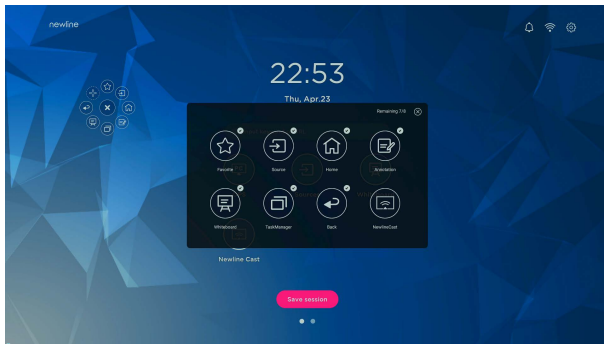 newline
22:53
Thu, Apr.23
Remaining 7/8
Favorite
Source
Home
Annotation
Whiteboard
TaskManager
Back
NewlineCast
Newline Cast
Save session